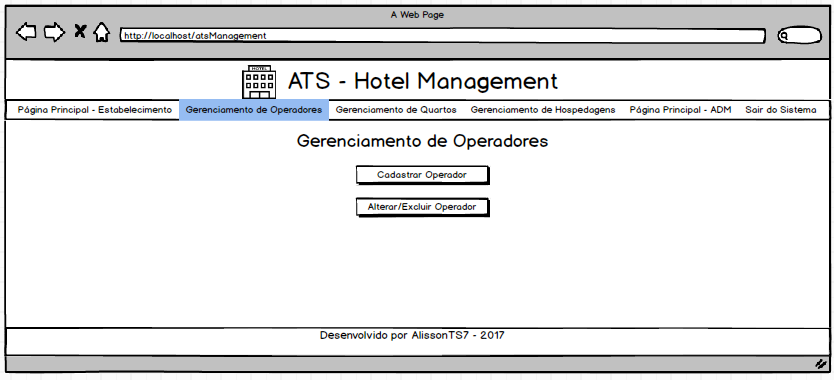 A Web Page
http://localhost/atsManagement
HOTEL
ATS - Hotel Management
Página Principal - Estabelecimento Gerenciamento de Operadores Gerenciamento de Quartos Gerenciamento de Hospedagens Página Principal - ADM Sair do Sistema
Gerenciamento de Operadores
Cadastrar Operador
Alterar/Excluir Operador
Desenvolvido por AlissonTS7 - 2017